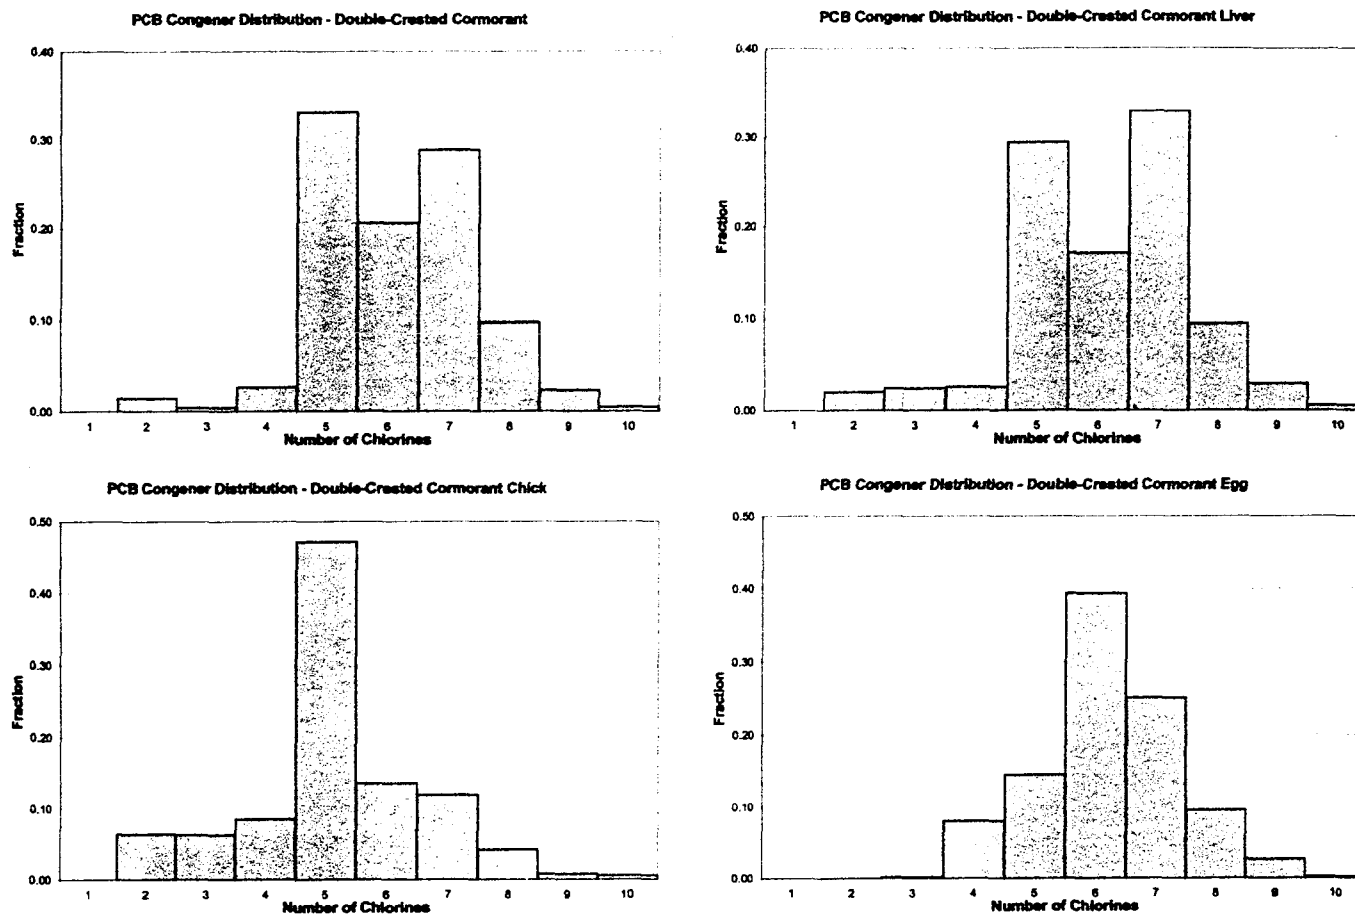 PCB Congener Distribution - Double-Crested Cormorant
0.40
0.30
0.20
0.10
0.00
Fraction
1 2 3 4 5 6 7 8 9 10
Number of Chlorines
PCB Congener Distribution - Double-Crested Cormorant Liver
0.40
0.30
0.20
0.10
0.00
Fraction
1 2 3 4 5 6 7 8 9 10
Number of Chlorines
PCB Congener Distribution - Double-Crested Cormorant Chick
0.50
0.40
0.30
0.20
0.10
0.00
Fraction
1 2 3 4 5 6 7 8 9 10
Number of Chlorines
PCB Congener Distribution - Double-Crested Cormorant Egg
0.50
0.40
0.30
0.20
0.10
0.00
Fraction
1 2 3 4 5 6 7 8 9 10
Number of Chlorines